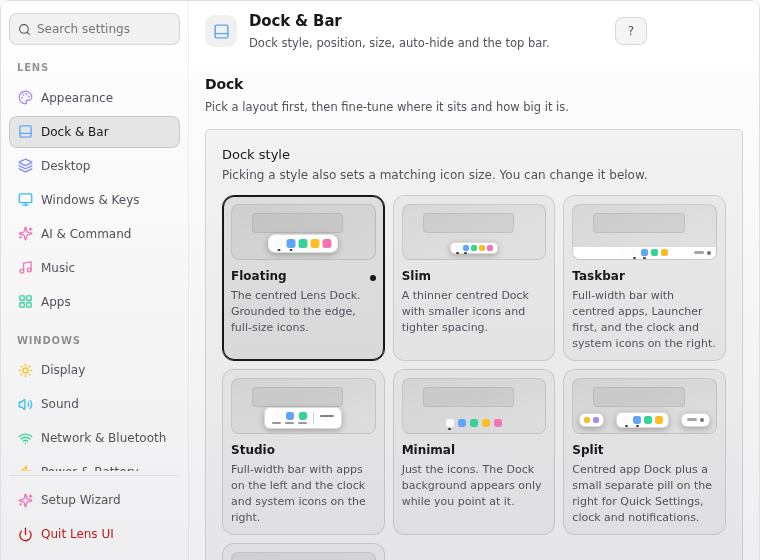 Search settings
LENS
Appearance
Dock & Bar
Desktop
Windows & Keys
AI & Command
Music
Apps
WINDOWS
Display
Sound
Network & Bluetooth
Power & Battery
Setup Wizard
Quit Lens UI
Dock & Bar
Dock style, position, size, auto-hide and the top bar.
?
Dock
Pick a layout first, then fine-tune where it sits and how big it is.
Dock style
Picking a style also sets a matching icon size. You can change it below.
Floating
The centred Lens Dock.
Grounded to the edge,
full-size icons.
Slim
A thinner centred Dock
with smaller icons and
tighter spacing.
Taskbar
Full-width bar with
centred apps, Launcher
first, and the clock and
system icons on the right.
Studio
Full-width bar with apps
on the left and the clock
and system icons on the
right.
Minimal
Just the icons. The Dock
background appears only
while you point at it.
Split
Centred app Dock plus a
small separate pill on the
right for Quick Settings,
clock and notifications.